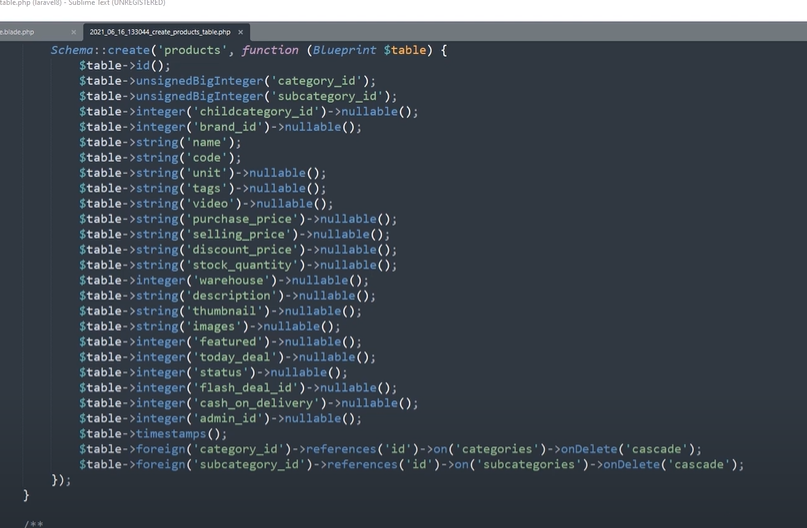 table.php (laravel8) - Sublime Text (UNREGISTERED)
e.blade.php × 2021_06_16_133044_create_products_table.php ×
Schema::create('products', function (Blueprint $table) {
$table->id();
$table->unsignedBigInteger('category_id');
$table->unsignedBigInteger('subcategory_id');
$table->integer('childcategory_id')->nullable();
$table->integer('brand_id')->nullable();
$table->string('name');
$table->string('code');
$table->string('unit')->nullable();
$table->string('tags')->nullable();
$table->string('video')->nullable();
$table->string('purchase_price')->nullable();
$table->string('selling_price')->nullable();
$table->string('discount_price')->nullable();
$table->string('stock_quantity')->nullable();
$table->integer('warehouse')->nullable();
$table->string('description')->nullable();
$table->string('thumbnail')->nullable();
$table->string('images')->nullable();
$table->integer('featured')->nullable();
$table->integer('today_deal')->nullable();
$table->integer('status')->nullable();
$table->integer('flash_deal_id')->nullable();
$table->integer('cash_on_delivery')->nullable();
$table->integer('admin_id')->nullable();
$table->timestamps();
$table->foreign('category_id')->references('id')->on('categories')->onDelete('cascade');
$table->foreign('subcategory_id')->references('id')->on('subcategories')->onDelete('cascade');
});
}
/**